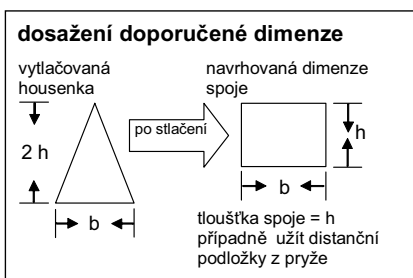 dosažení doporučené dimenze
vytlačovaná
housenka
navrhovaná dimenze
spoje
po stlačení
2 h
h
b
b
tloušťka spoje = h
případně užít distanční
podložky z pryže